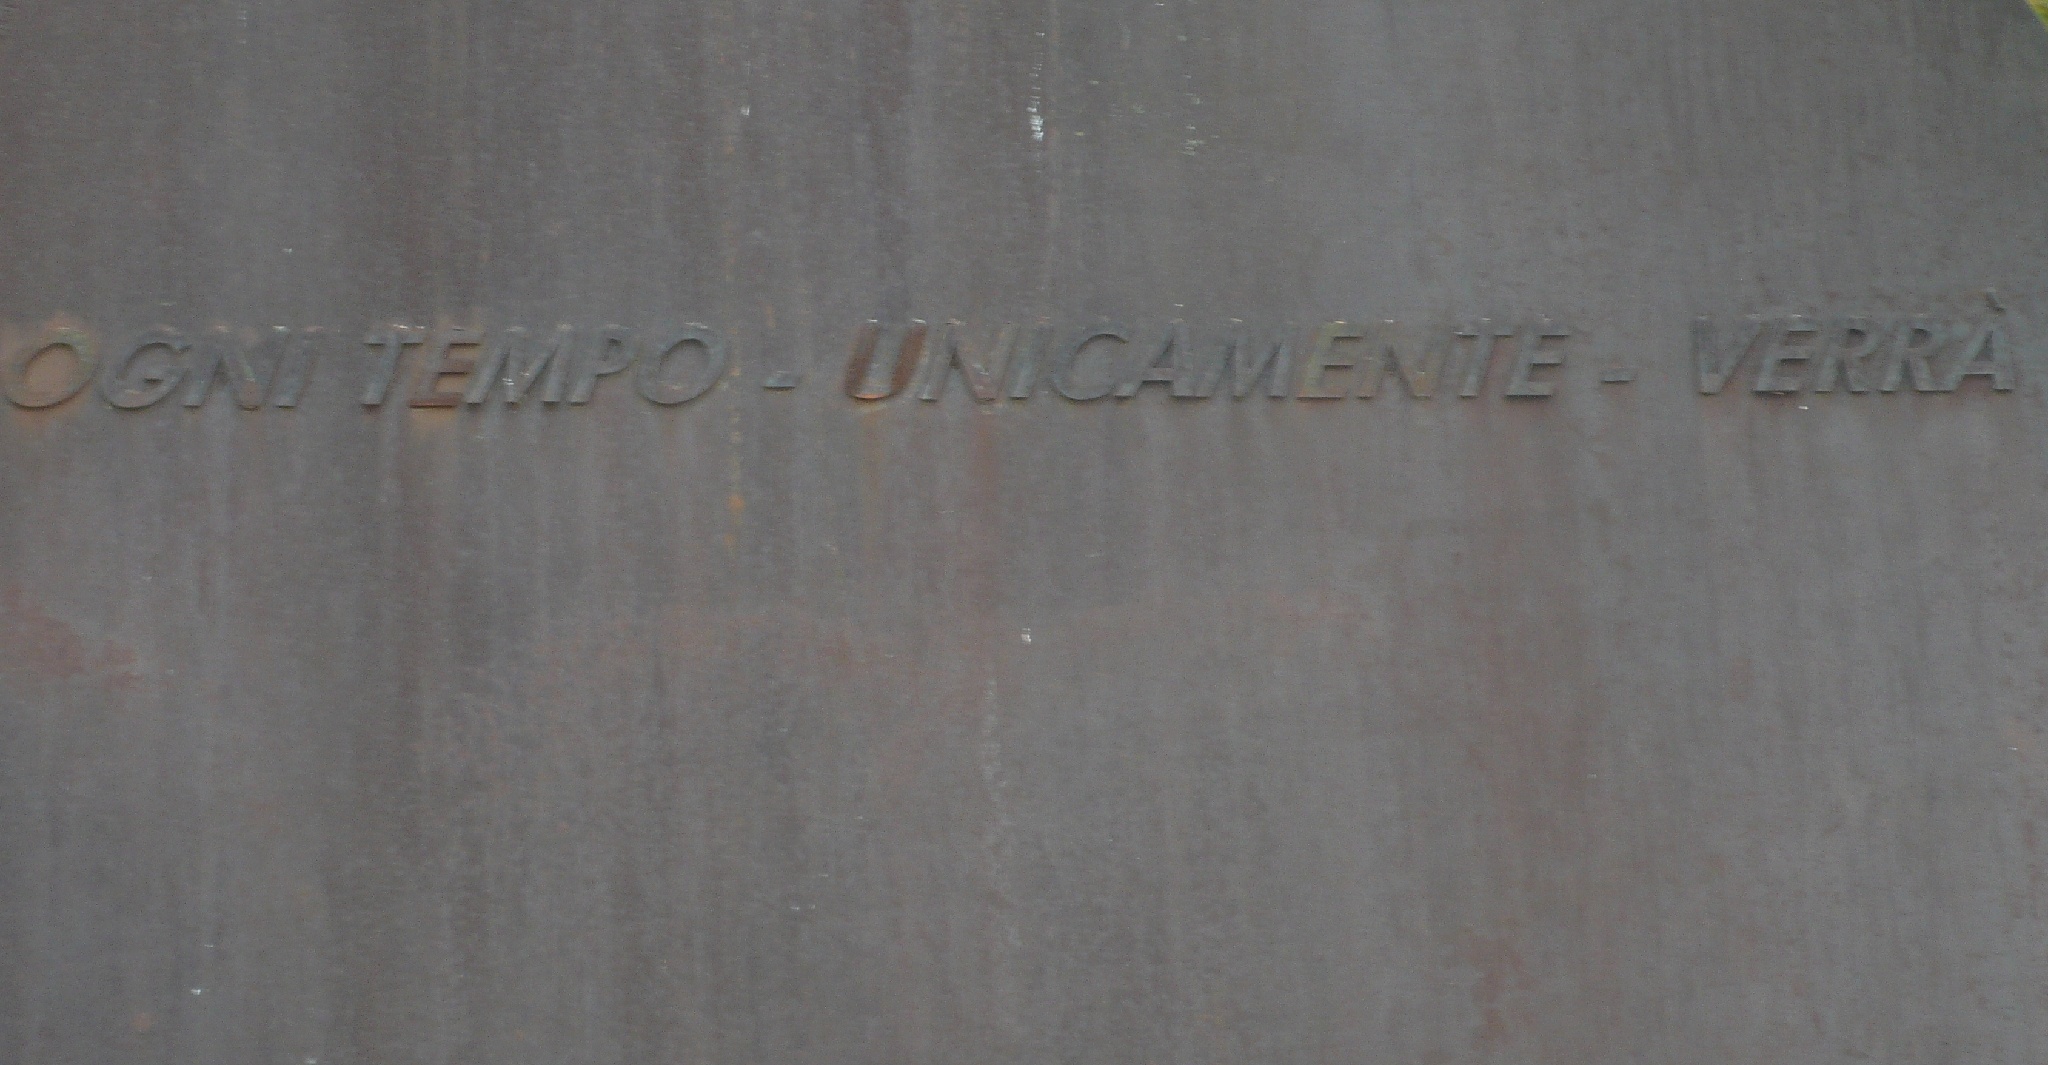 OGNI TEMPO - UNICAMENTE - VERRÀ